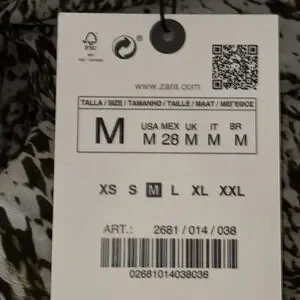 FSC
www.zara.com
TALLA / SIZE / TAMANHO / TAILLE / MAAT /
M
USA MEX UK IT BR
M 28 M M M
XS S M L XL XXL
ART.: 2681 / 014 / 038
02681014038036